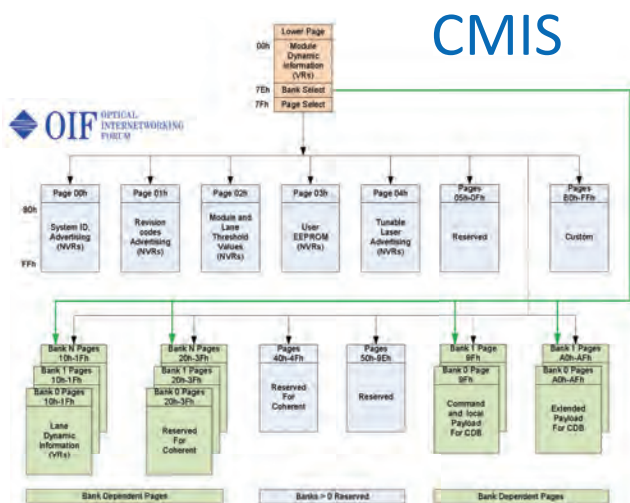 CMIS
Lower Page
00h
Module
Dynamic
Information
(VRs)
7Eh
Bank Select
7Fh
Page Select
OIF
OPTICAL
INTERNETWORKING
FORUM
Page 00h
Page 01h
Page 02h
Page 03h
Page 04h
Pages
05h-0Fh
Pages
B0h-FFh
80h
FFh
System ID,
Advertising
(NVRs)
Revision
codes
Advertising
(NVRs)
Module and
Lane
Threshold
Values
(NVRs)
User
EEPROM
(NVRs)
Tunable
Laser
Advertising
(NVRs)
Reserved
Custom
Bank N Pages
10h-1Fh
Bank 1 Pages
10h-1Fh
Bank 0 Pages
10h-1Fh
Lane
Dynamic
Information
(VRs)
Bank N Pages
20h-3Fh
Bank 1 Pages
20h-3Fh
Bank 0 Pages
20h-3Fh
Reserved
For
Coherent
Pages
40h-4Fh
Reserved
For
Coherent
Pages
50h-9Eh
Reserved
Bank 1 Page
9Fh
Bank 0 Page
9Fh
Command
and local
Payload
For CDB
Bank 1 Pages
A0h-AFh
Bank 0 Pages
A0h-AFh
Extended
Payload
For CDB
Bank Dependent Pages
Banks > 0 Reserved
Bank Dependent Pages